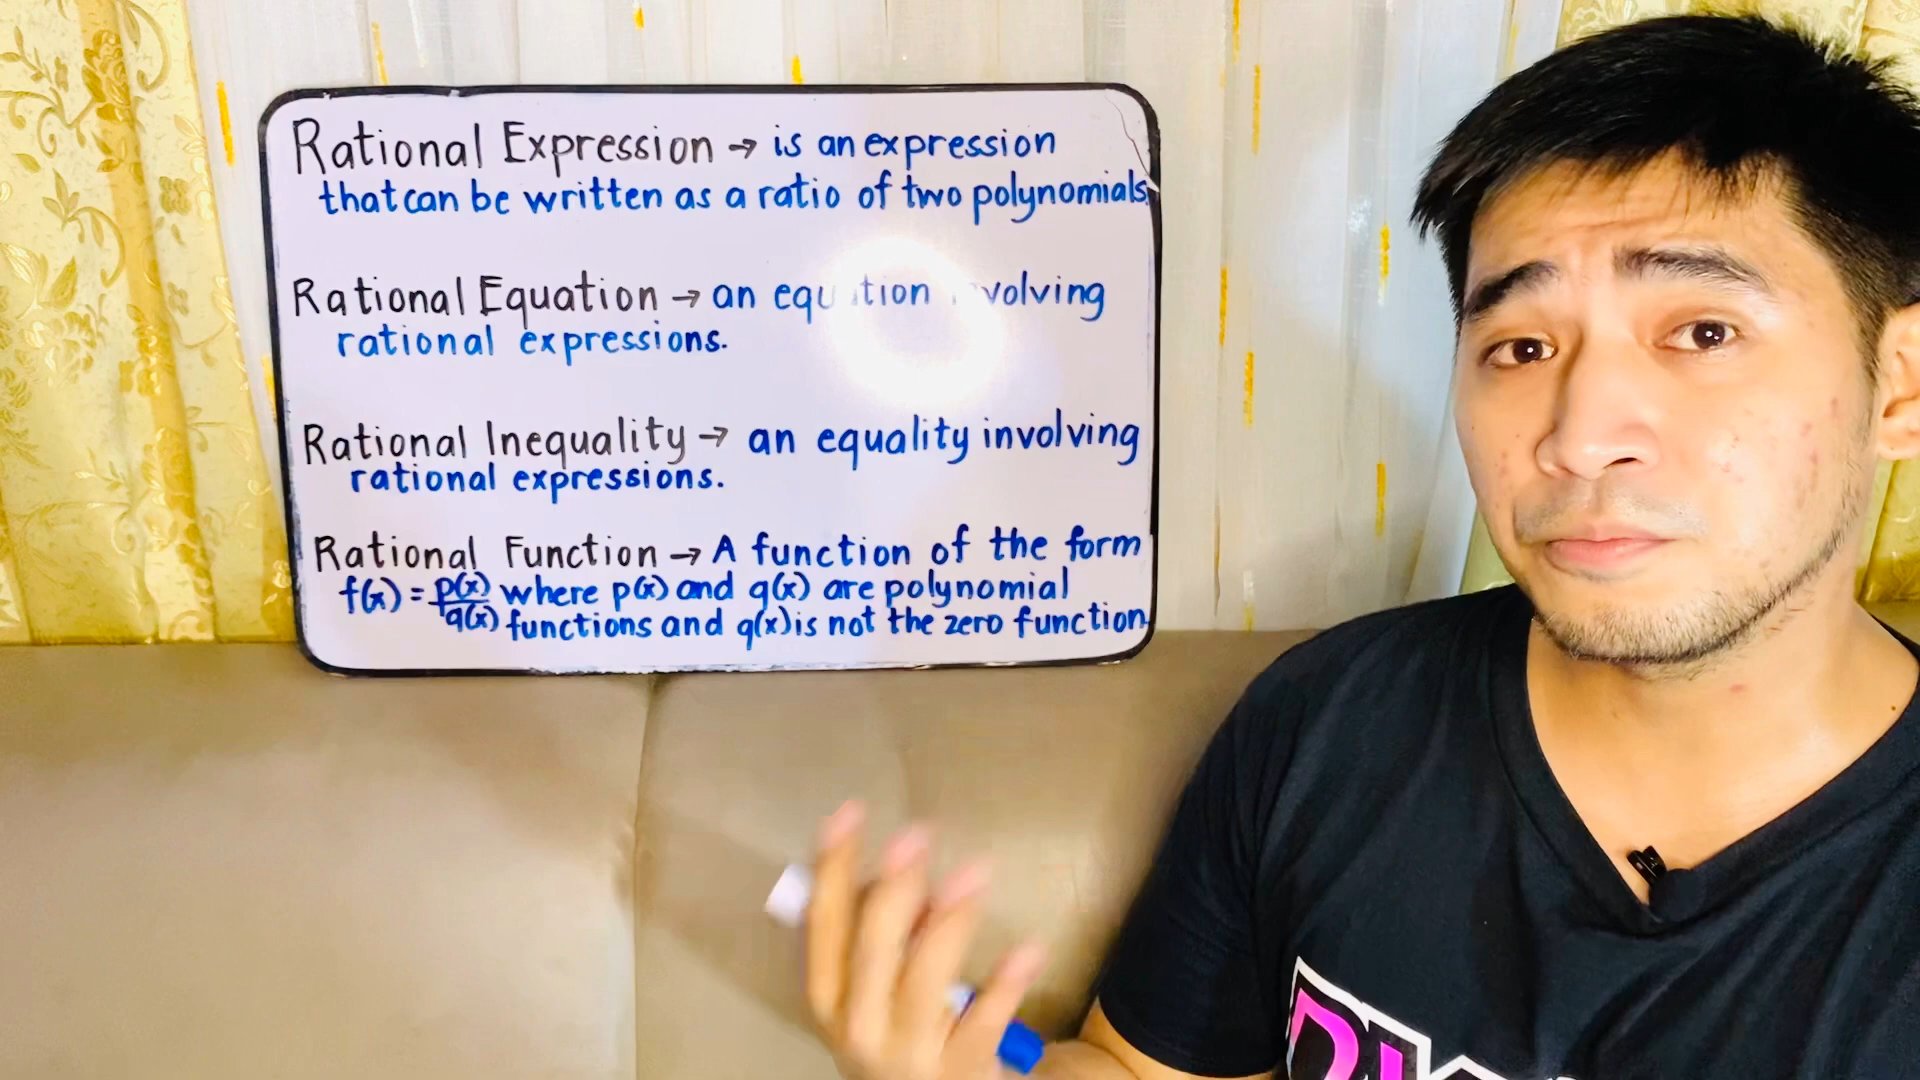 Rational Expression → is an expression
that can be written as a ratio of two polynomials.
Rational Equation → an equation involving
rational expressions.
Rational Inequality → an equality involving
rational expressions.
Rational Function → A function of the form
f(x) = p(x)/q(x) where p(x) and q(x) are polynomial
functions and q(x) is not the zero function.